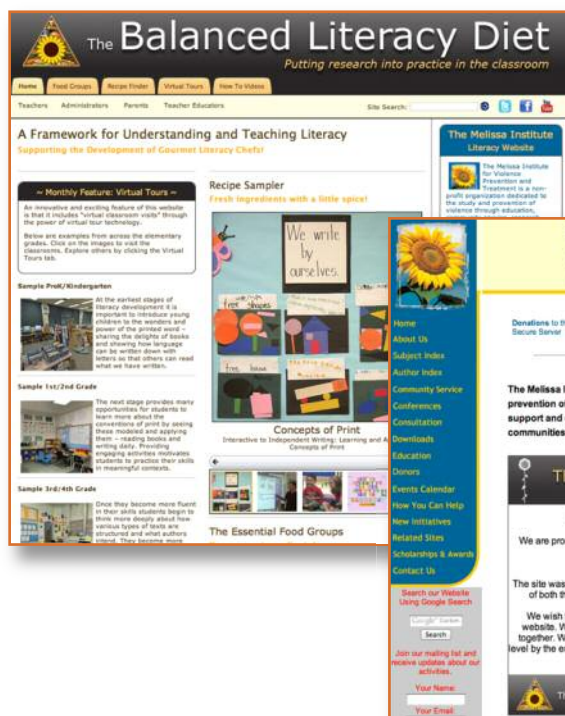 The Balanced Literacy Diet
Putting research into practice in the classroom
Home
Food Groups
Recipe Finder
Virtual Tours
How To Videos
Teachers
Administrators
Parents
Teacher Educators
Site Search:
A Framework for Understanding and Teaching Literacy
Supporting the Development of Gourmet Literacy Chefs!
~ Monthly Feature: Virtual Tours ~
An innovative and exciting feature of this website
is that it includes "virtual classroom visits" through
the power of virtual tour technology.
Below are examples from across the elementary
grades. Click on the images to visit the
classrooms. Explore others by clicking the Virtual
Tours tab.
Sample PreK/Kindergarten
At the earliest stages of
literacy development it is
important to introduce young
children to the wonders and
power of the printed word –
sharing the delights of books
and showing how language
can be written down with
letters so that others can read
what we have written.
Sample 1st/2nd Grade
The next stage provides many
opportunities for students to
learn more about the
conventions of print by seeing
these modeled and applying
them – reading books and
writing daily. Providing
engaging activities motivates
students to practice their skills
in meaningful contexts.
Sample 3rd/4th Grade
Once they become more fluent
in their skills students begin to
think more deeply about how
various types of texts are
structured and what authors
intend. They become more
Recipe Sampler
Fresh ingredients with a little spice!
We write
by
ourselves.
free shapes
free hand
Concepts of Print
Interactive to Independent Writing: Learning and
Concepts of Print
The Essential Food Groups
The Melissa Institute
Literacy Website
The Melissa Institute
for Violence
Prevention and
Treatment is a non-
profit organization dedicated to
the study and prevention of
violence through education,
Home
About Us
Subject Index
Author Index
Community Service
Conferences
Consultation
Downloads
Education
Donors
Events Calendar
How You Can Help
New Initiatives
Related Sites
Scholarships & Awards
Contact Us
Search our Website
Using Google Search
Search
Join our mailing list and
receive updates about our
activities.
Your Name:
Your Email:
Donations to
Secure Server
The Melissa
prevention
support and
communities
We are
The site was
of both
We wish
website.
together.
level by the